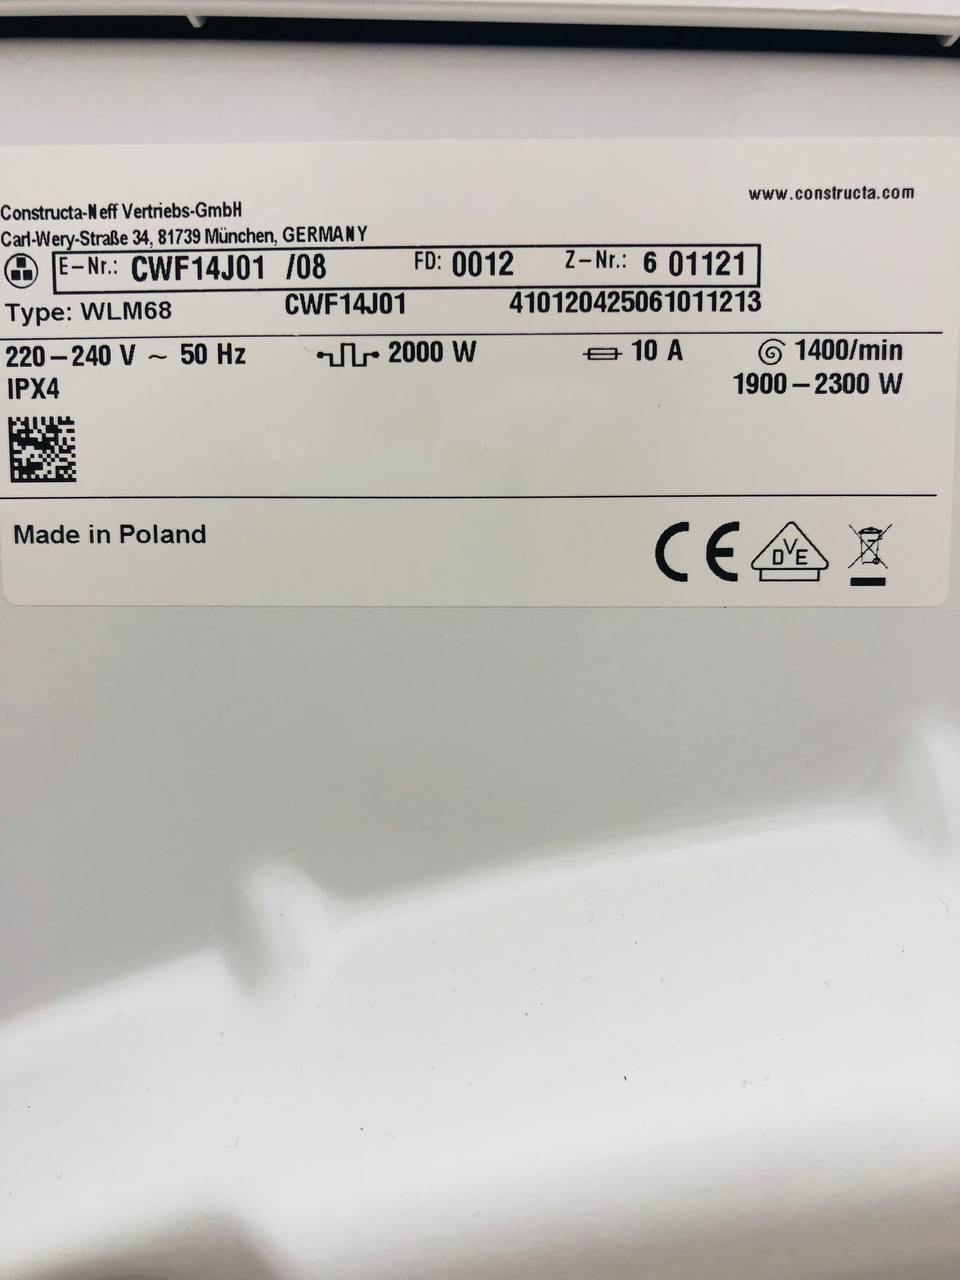 www.constructa.com
Constructa-Neff Vertriebs-GmbH
Carl-Wery-Straße 34, 81739 München, GERMANY
E-Nr.: CWF14J01 /08 FD: 0012 Z-Nr.: 6 01121
Type: WLM68 CWF14J01 410120425061011213
220-240 V ~ 50 Hz 2000 W 10 A 1400/min
IPX4 1900-2300 W
Made in Poland
CE DVE